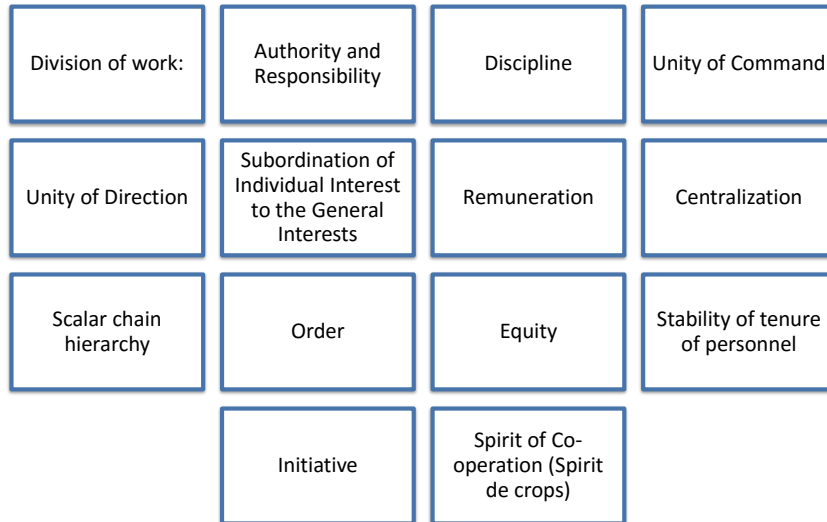 Division of work:
Authority and
Responsibility
Discipline
Unity of Command
Unity of Direction
Subordination of
Individual Interest
to the General
Interests
Remuneration
Centralization
Scalar chain
hierarchy
Order
Equity
Stability of tenure
of personnel
Initiative
Spirit of Co-
operation (Spirit
de crops)